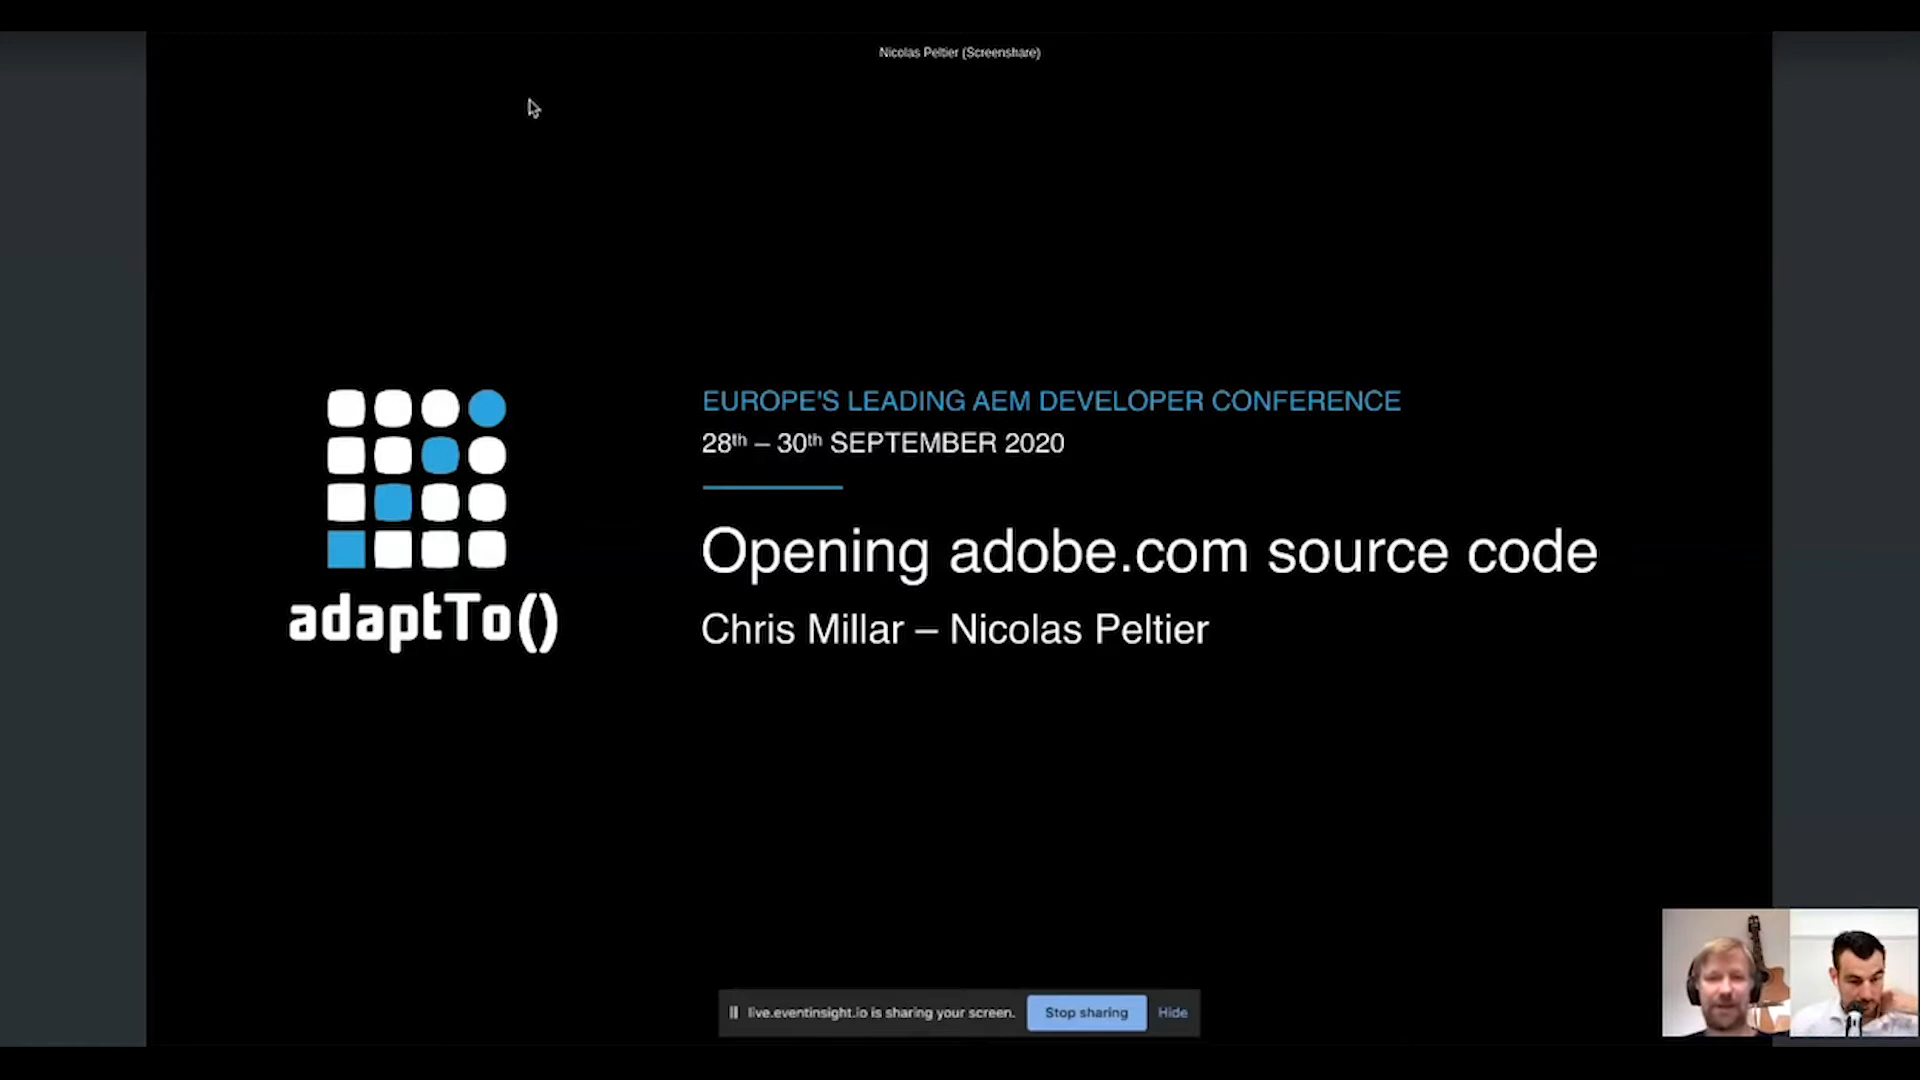 Nicolas Peltier (Screenshare)
EUROPE'S LEADING AEM DEVELOPER CONFERENCE
28th – 30th SEPTEMBER 2020
Opening adobe.com source code
Chris Millar – Nicolas Peltier
adaptTo()
live.eventinsight.io is sharing your screen. Stop sharing Hide